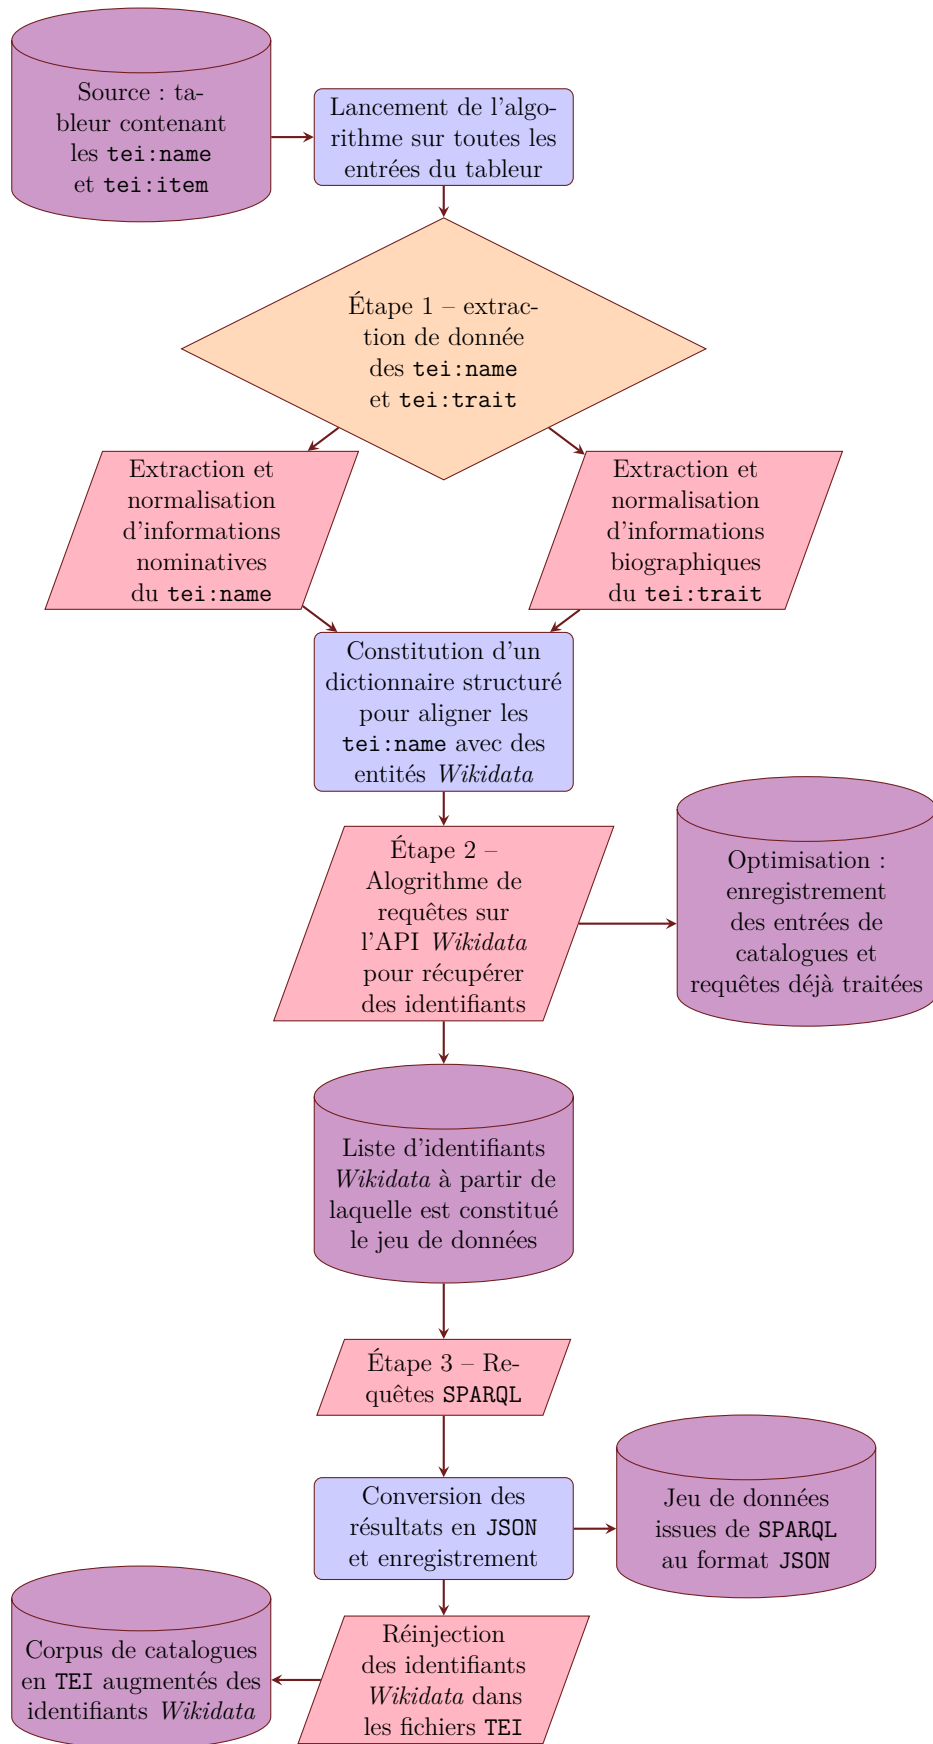 Source : ta-
bleur contenant
les tei:name
et tei:item
Lancement de l'algo-
rithme sur toutes les
entrées du tableur
Étape 1 – extrac-
tion de donnée
des tei:name
et tei:trait
Extraction et
normalisation
d'informations
nominatives
du tei:name
Extraction et
normalisation
d'informations
biographiques
du tei:trait
Constitution d'un
dictionnaire structuré
pour aligner les
tei:name avec des
entités Wikidata
Étape 2 –
Alogrithme de
requêtes sur
l'API Wikidata
pour récupérer
des identifiants
Optimisation :
enregistrement
des entrées de
catalogues et
requêtes déjà traitées
Liste d'identifiants
Wikidata à partir de
laquelle est constitué
le jeu de données
Étape 3 – Re-
quêtes SPARQL
Conversion des
résultats en JSON
et enregistrement
Jeu de données
issues de SPARQL
au format JSON
Réinjection
des identifiants
Wikidata dans
les fichiers TEI
Corpus de catalogues
en TEI augmentés des
identifiants Wikidata